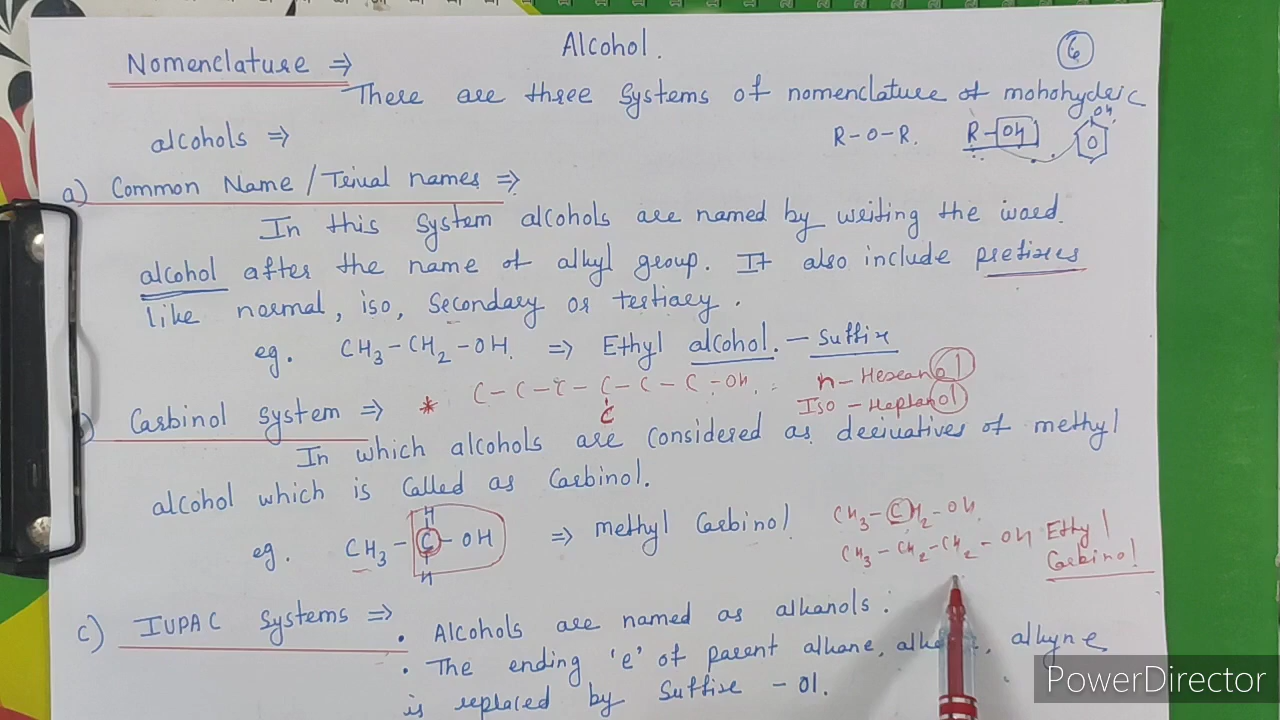 Alcohol.
6
Nomenclature ⇒
There are three Systems of nomenclature of monohydric
alcohols ⇒
R-O-R. R-OH OH
a) Common Name / Trivial names ⇒
In this System alcohols are named by writing the word
alcohol after the name of alkyl group. It also include prefixes
like normal, iso, Secondary or tertiary.
eg. CH3-CH2-OH. ⇒ Ethyl alcohol. - Suffix
* C-C-C-C-C-C-OH. = n-Hexanol
C Iso-Heptanol
Carbinol System ⇒
In which alcohols are Considered as derivatives of methyl
alcohol which is Called as Carbinol.
H
eg. CH3-C-OH ⇒ methyl Carbinol
H
CH3-CH2-OH
CH3-CH2-CH2-OH Ethyl
Carbinol
c) IUPAC Systems ⇒
• Alcohols are named as alkanols.
• The ending 'e' of parent alkane, alkyne
is replaced by Suffix -ol.
PowerDirector